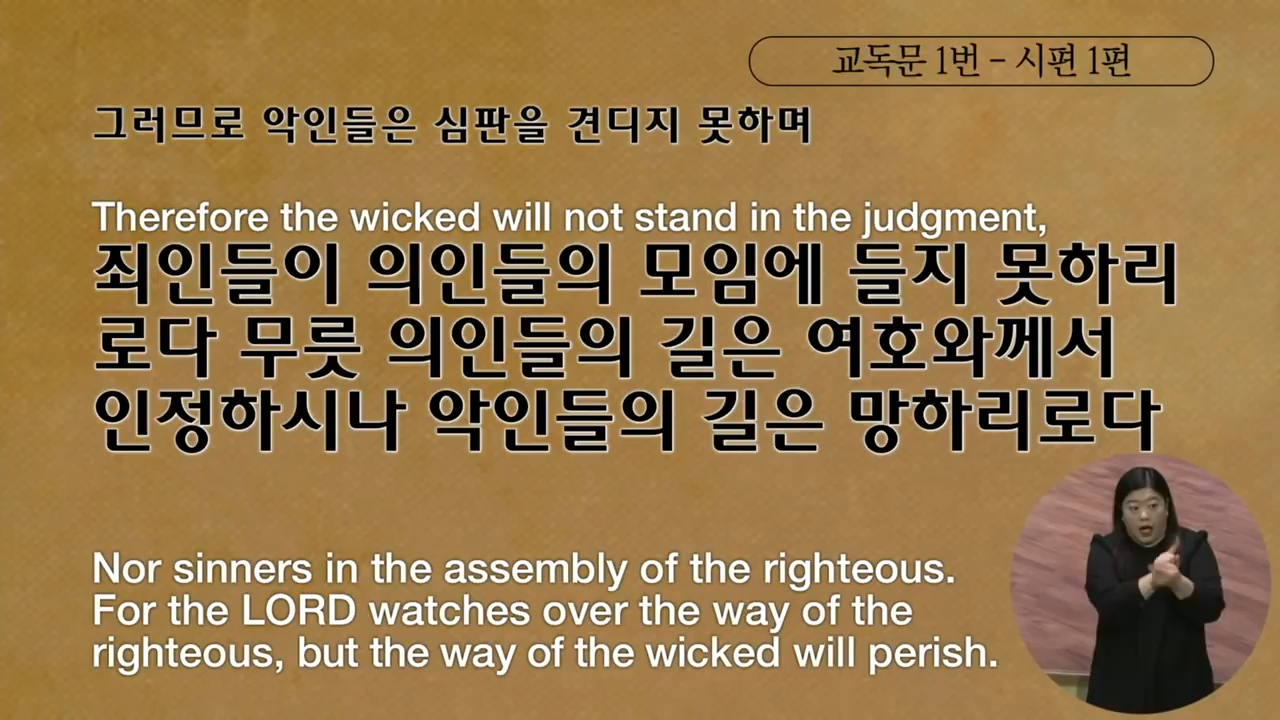 교독문 1번 - 시편 1편
그러므로 악인들은 심판을 견디지 못하며
Therefore the wicked will not stand in the judgment,
죄인들이 의인들의 모임에 들지 못하리
로다 무릇 의인들의 길은 여호와께서
인정하시나 악인들의 길은 망하리로다
Nor sinners in the assembly of the righteous.
For the LORD watches over the way of the
righteous, but the way of the wicked will perish.